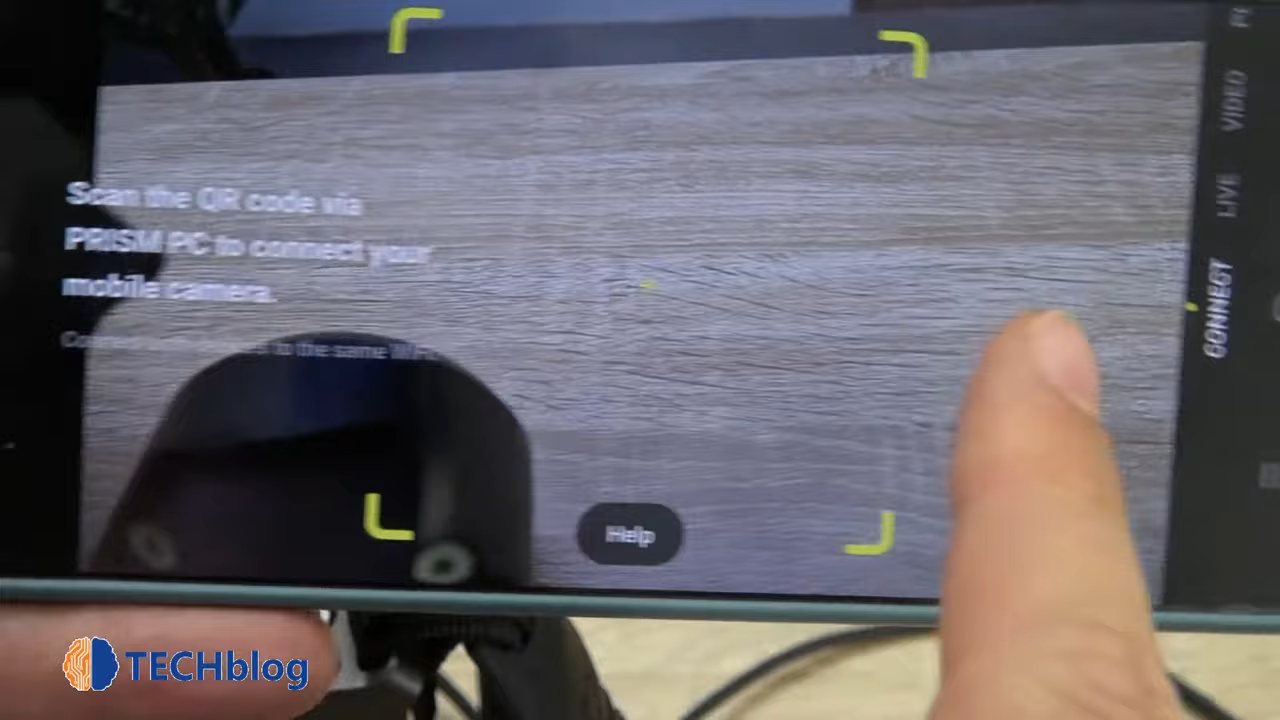 Scan the QR code via
PRISM PC to connect your
mobile camera.
to the same
Help
VIDEO
LIVE
CONNECT
TECHblog